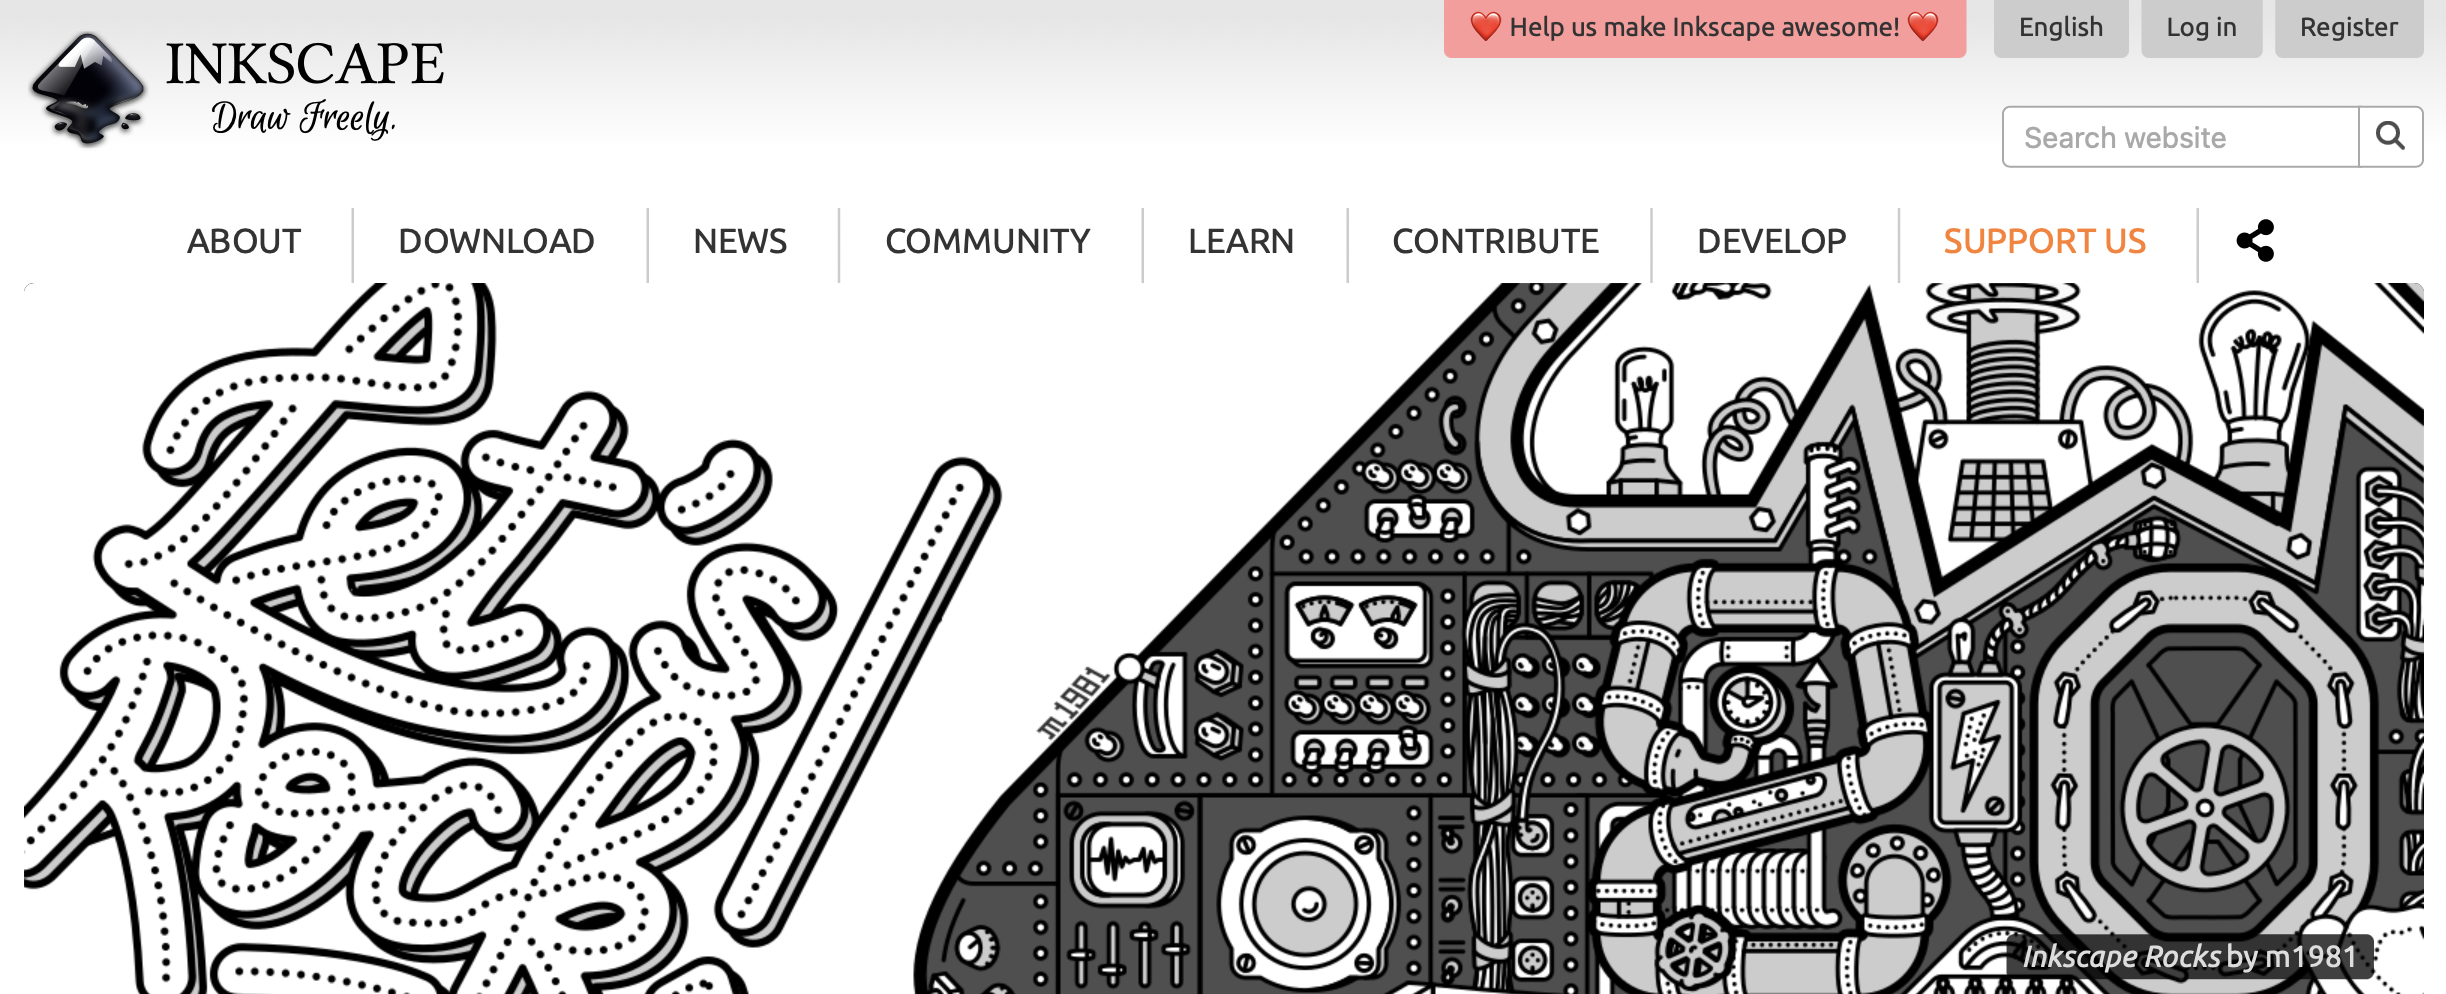 ❤️ Help us make Inkscape awesome! ❤️
English
Log in
Register
INKSCAPE
Draw Freely.
Search website
ABOUT
DOWNLOAD
NEWS
COMMUNITY
LEARN
CONTRIBUTE
DEVELOP
SUPPORT US
Let's
Rock!
m1981
Inkscape Rocks by m1981